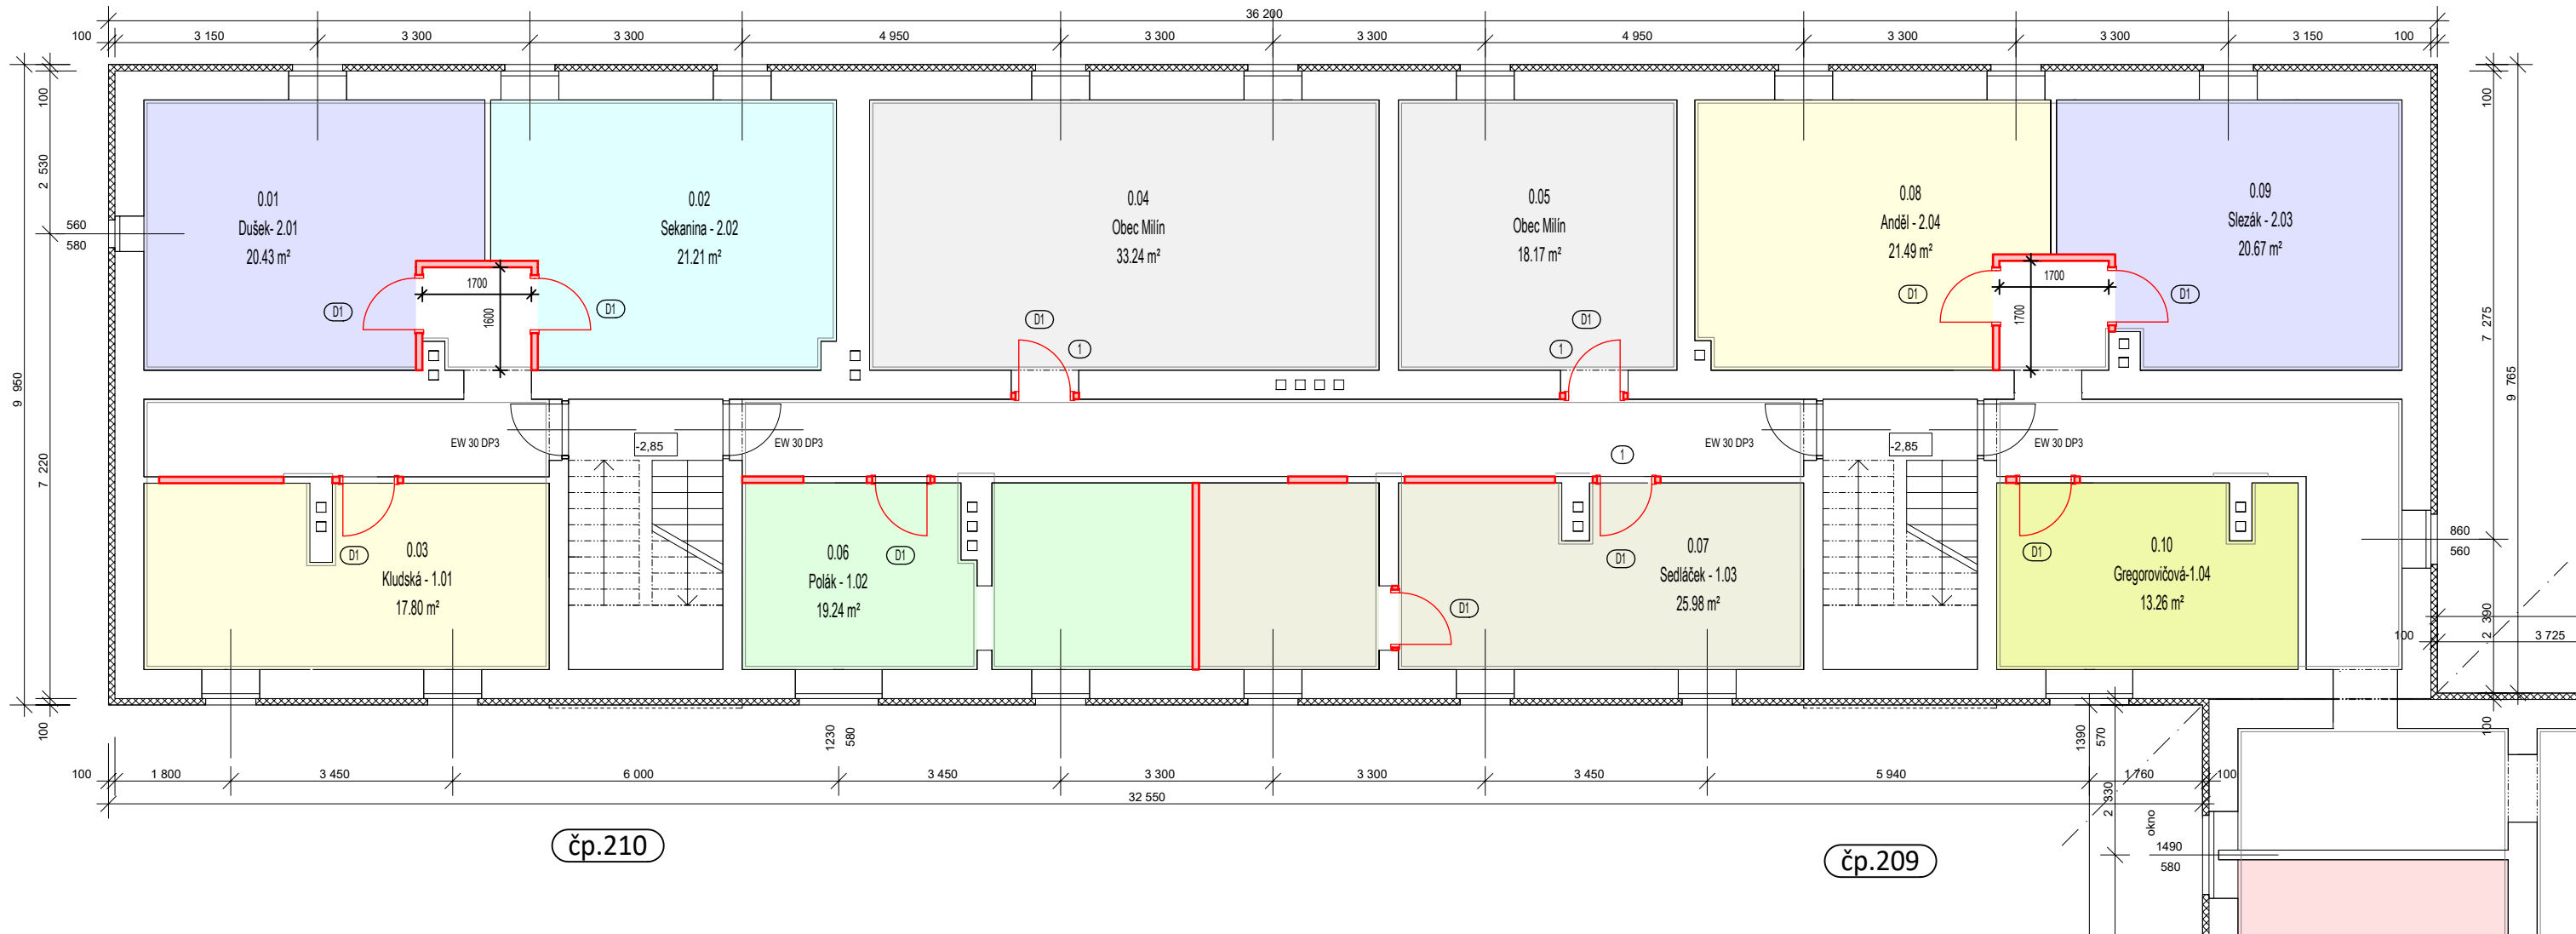 36 200
100
3 150
3 300
3 300
4 950
3 300
3 300
4 950
3 300
3 300
3 150
100
9 950
100
2 530
7 220
100
560
580
0.01
Dušek- 2.01
20.43 m²
0.02
Sekanina - 2.02
21.21 m²
0.04
Obec Milín
33.24 m²
0.05
Obec Milín
18.17 m²
0.08
Anděl - 2.04
21.49 m²
0.09
Slezák - 2.03
20.67 m²
100
7 275
9 765
1700
1600
D1
D1
D1
1
D1
1
D1
1700
1700
D1
EW 30 DP3
-2,85
EW 30 DP3
1
EW 30 DP3
-2,85
EW 30 DP3
0.03
Kludská - 1.01
17.80 m²
D1
0.06
Polák - 1.02
19.24 m²
D1
0.07
Sedláček - 1.03
25.98 m²
D1
D1
0.10
Gregorovičová-1.04
13.26 m²
D1
860
560
2 390
100
3 725
100
1230
580
1390
570
100
1 800
3 450
6 000
3 450
3 300
3 300
3 450
5 940
1 760
100
32 550
2 330
okno
1490
580
čp.210
čp.209